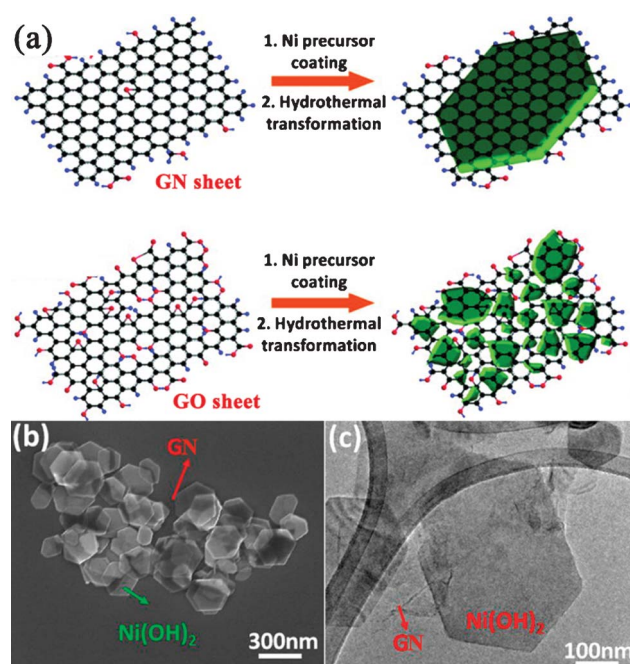 (a)
1. Ni precursor
coating
2. Hydrothermal
transformation
GN sheet
1. Ni precursor
coating
2. Hydrothermal
transformation
GO sheet
(b)
GN
Ni(OH)2
300nm
(c)
Ni(OH)2
GN
100nm